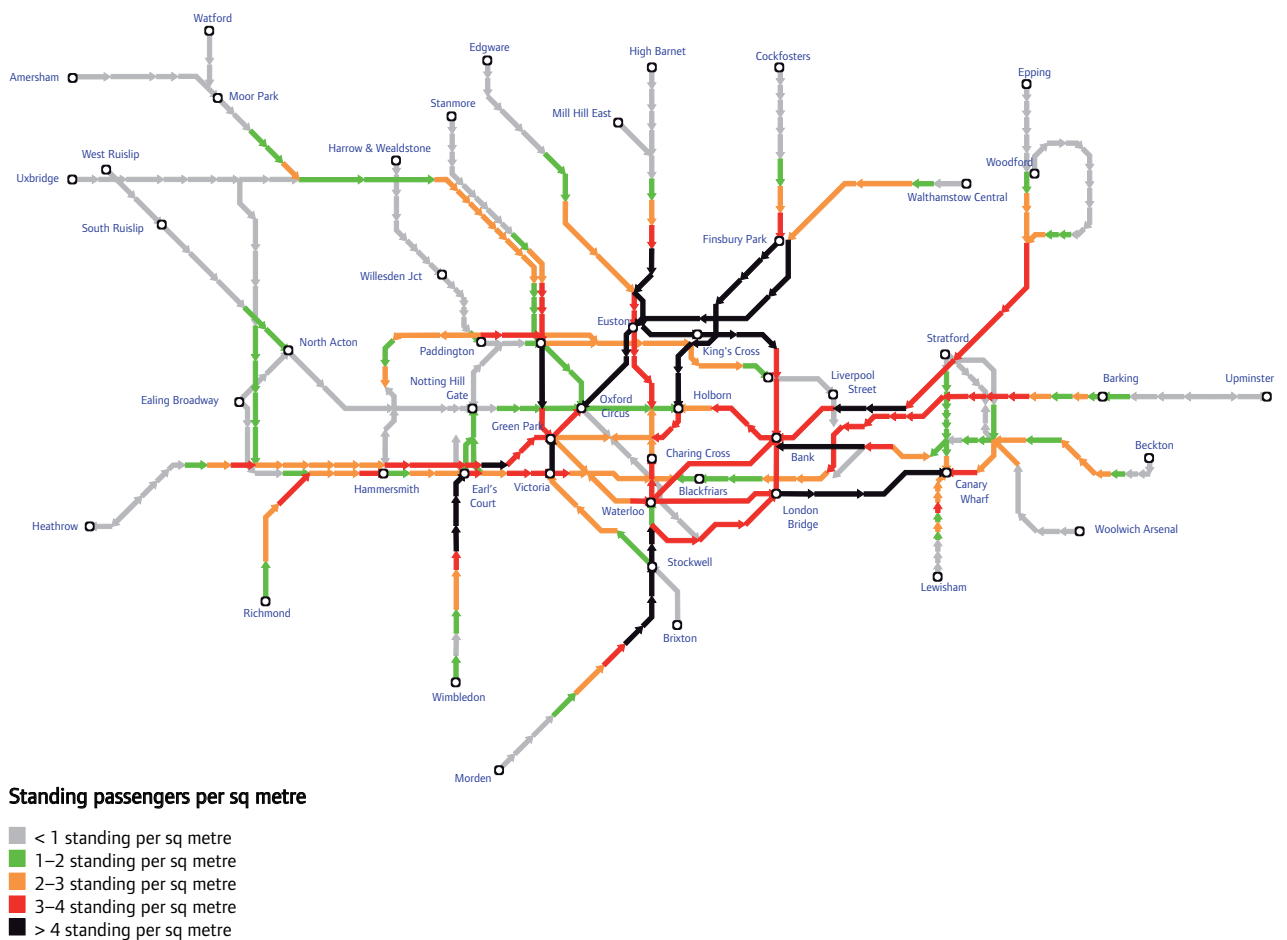 Watford
Edgware
High Barnet
Cockfosters
Amersham
Epping
Moor Park
Stanmore
Mill Hill East
Harrow & Wealdstone
West Ruislip
Woodford
Uxbridge
Walthamstow Central
South Ruislip
Finsbury Park
Willesden Jct
Euston
Stratford
North Acton
Paddington
King's Cross
Liverpool
Street
Barking
Upminster
Notting Hill
Gate
Ealing Broadway
Oxford
Circus
Holborn
Green Park
Charing Cross
Bank
Beckton
Hammersmith
Earl's
Court
Victoria
Blackfriars
Canary
Wharf
Waterloo
London
Bridge
Heathrow
Woolwich Arsenal
Stockwell
Lewisham
Richmond
Brixton
Wimbledon
Morden
Standing passengers per sq metre
< 1 standing per sq metre
1–2 standing per sq metre
2–3 standing per sq metre
3–4 standing per sq metre
> 4 standing per sq metre